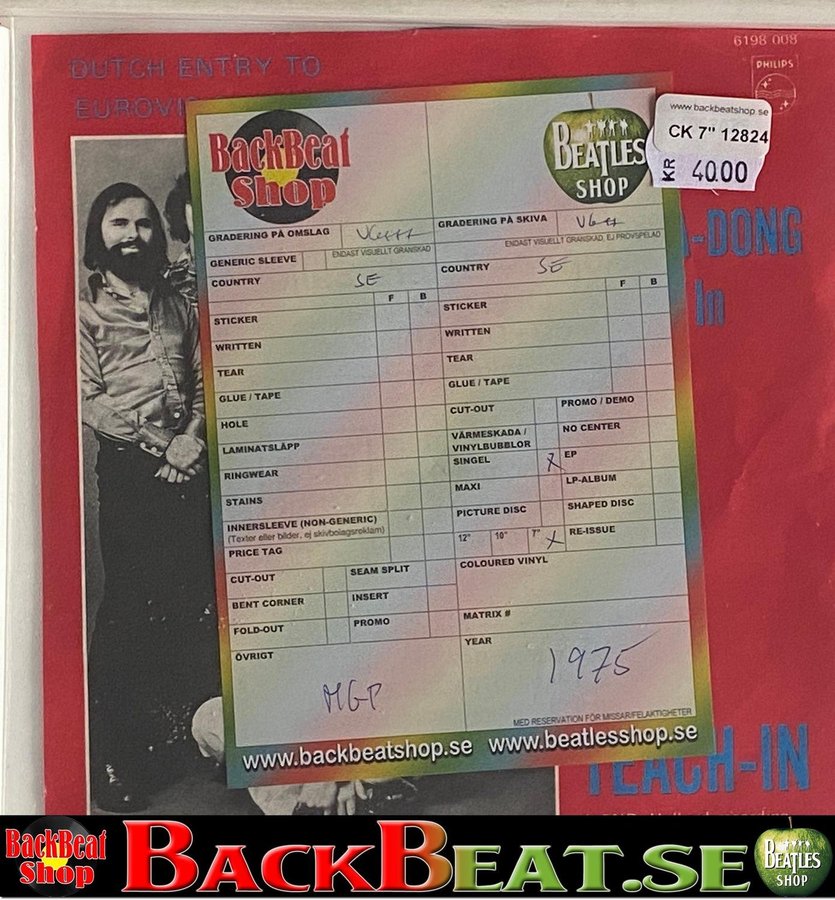 DUTCH ENTRY TO
6198 008
PHILIPS
www.backbeatshop.se
CK 7" 12824
KR 4000
BackBeat
Shop
BEATLES
SHOP
-DONG
In
GRADERING PÅ OMSLAG
ENDAST VISUELLT GRANSKAD
GENERIC SLEEVE
COUNTRY SE
F B
STICKER
WRITTEN
TEAR
GLUE / TAPE
HOLE
LAMINATSLÄPP
RINGWEAR
STAINS
INNERSLEEVE (NON-GENERIC)
(Texter eller bilder, ej skivbolagsreklam)
PRICE TAG
CUT-OUT SEAM SPLIT
BENT CORNER INSERT
FOLD-OUT PROMO
ÖVRIGT
MGP
GRADERING PÅ SKIVA
ENDAST VISUELLT GRANSKAD, EJ PROVSPELAD
COUNTRY SE
F B
STICKER
WRITTEN
TEAR
GLUE / TAPE
CUT-OUT PROMO / DEMO
VÄRMESKADA /
VINYLBUBBLOR NO CENTER
SINGEL X EP
MAXI LP-ALBUM
PICTURE DISC SHAPED DISC
12" 10" 7" X RE-ISSUE
COLOURED VINYL
MATRIX #
YEAR
1975
MED RESERVATION FÖR MISSAR/FELAKTIGHETER
www.backbeatshop.se www.beatlesshop.se
TEACH-IN
BackBeat
Shop
BACKBEAT.SE
BEATLES
SHOP